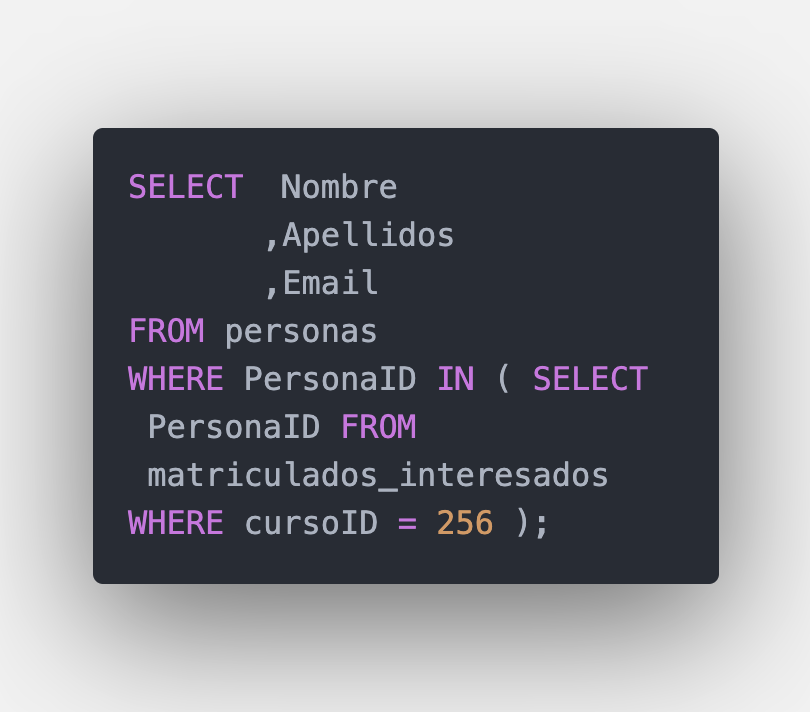 SELECT  Nombre
       ,Apellidos
       ,Email
FROM personas
WHERE PersonaID IN ( SELECT
 PersonaID FROM
 matriculados_interesados
WHERE cursoID = 256 );